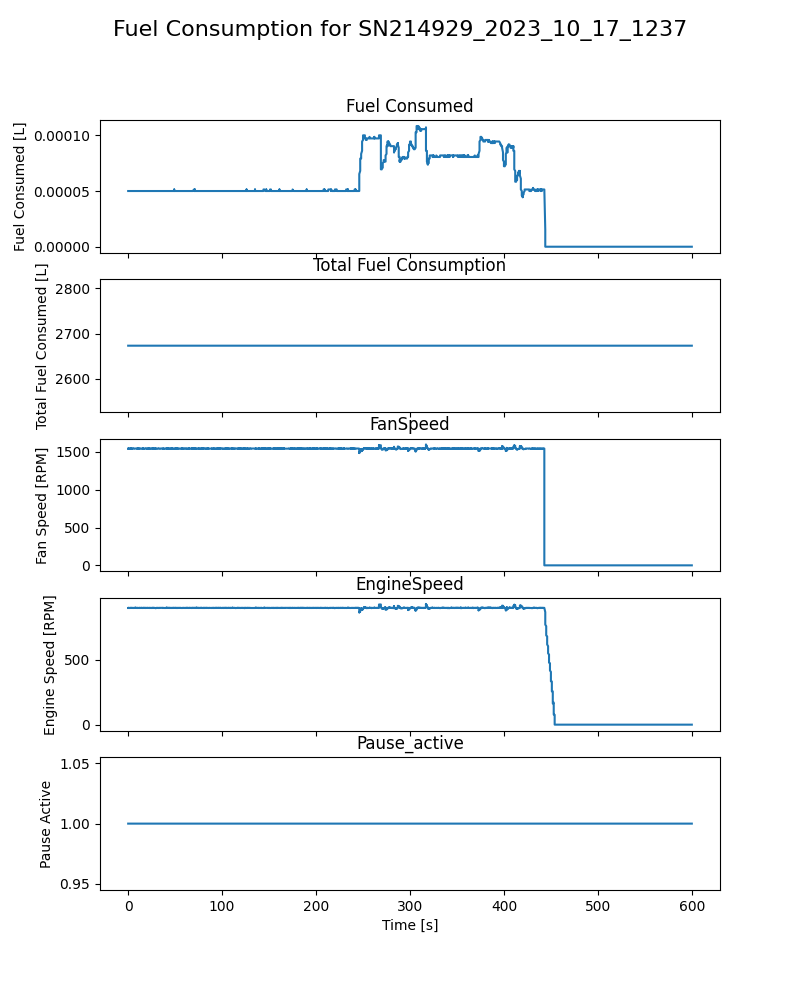 Fuel Consumption for SN214929_2023_10_17_1237
Fuel Consumed
Fuel Consumed [L]
0.00010
0.00005
0.00000
Total Fuel Consumption
Total Fuel Consumed [L]
2800
2700
2600
FanSpeed
Fan Speed [RPM]
1500
1000
500
0
EngineSpeed
Engine Speed [RPM]
500
0
Pause_active
Pause Active
1.05
1.00
0.95
0 100 200 300 400 500 600
Time [s]